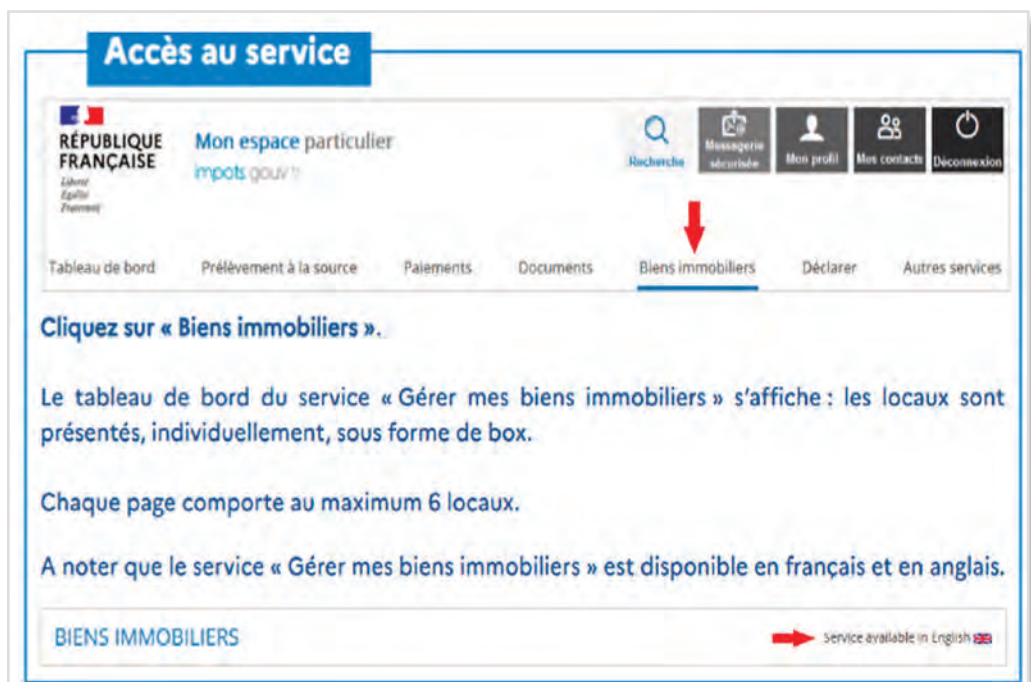 Accès au service
RÉPUBLIQUE
FRANÇAISE
Liberté
Égalité
Fraternité
Mon espace particulier
impots.gouv.fr
Recherche
Messagerie
sécurisée
Mon profil
Mes contacts
Déconnexion
Tableau de bord Prélèvement à la source Paiements Documents Biens immobiliers Déclarer Autres services
Cliquez sur « Biens immobiliers ».
Le tableau de bord du service « Gérer mes biens immobiliers » s’affiche : les locaux sont
présentés, individuellement, sous forme de box.
Chaque page comporte au maximum 6 locaux.
A noter que le service « Gérer mes biens immobiliers » est disponible en français et en anglais.
BIENS IMMOBILIERS
Service available in English